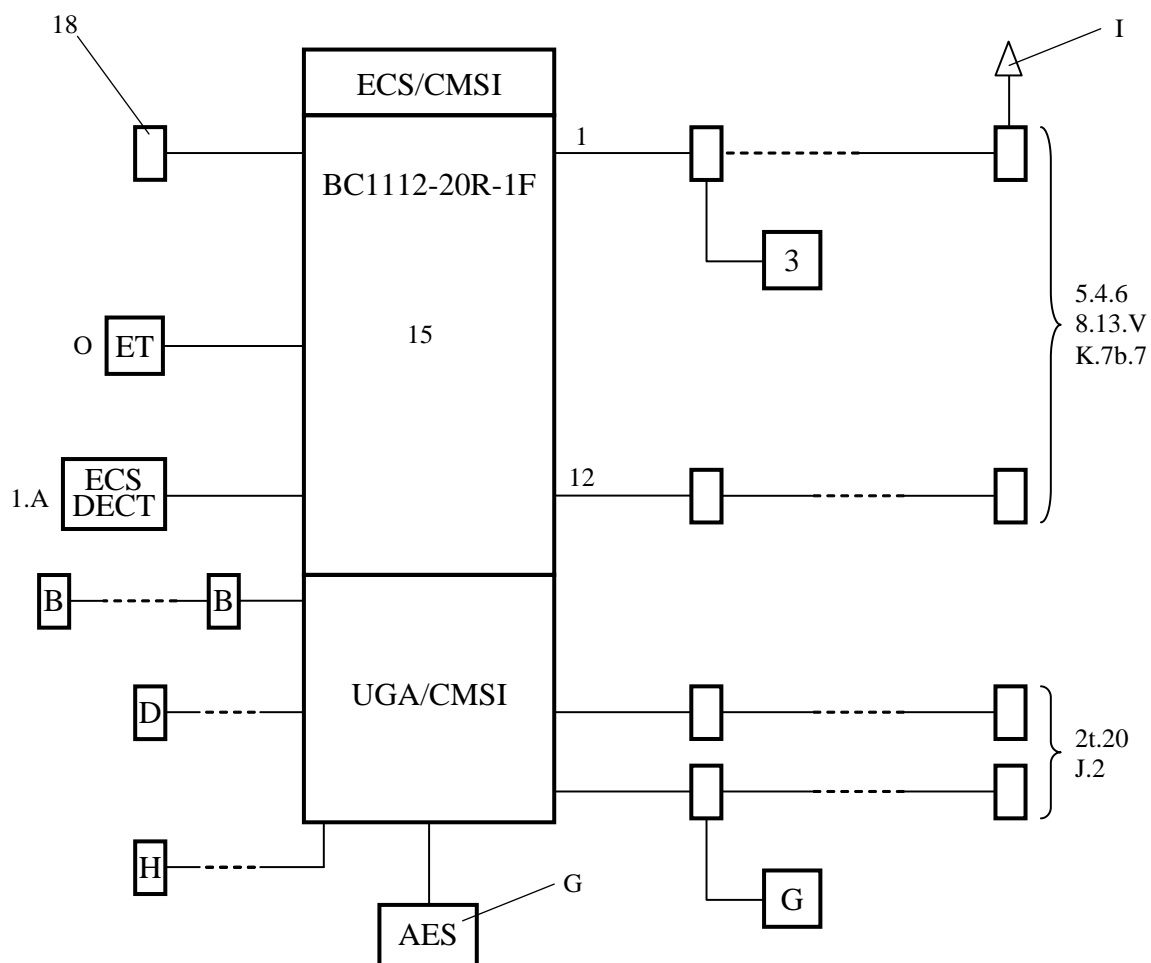 18
I
ECS/CMSI
1
BC1112-20R-1F
3
5.4.6
8.13.V
K.7b.7
O
ET
15
1.A
ECS
DECT
12
B
B
D
UGA/CMSI
2t.20
J.2
H
G
G
AES